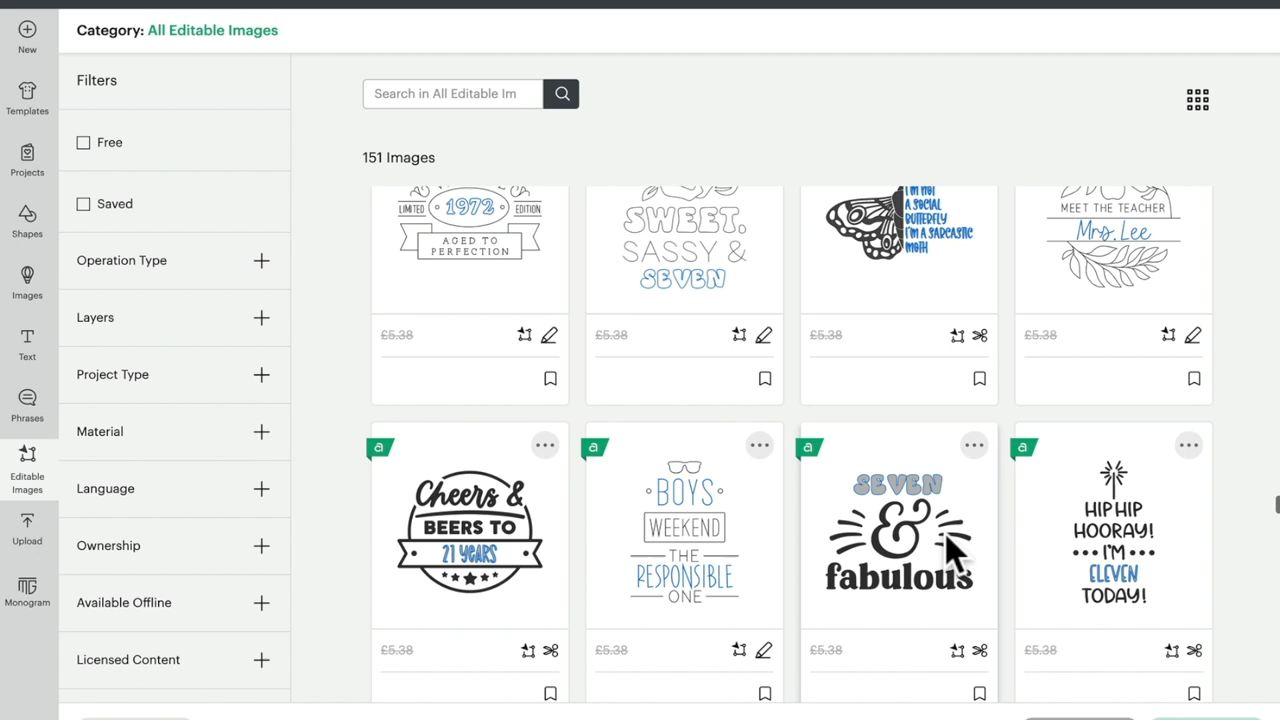 Category: All Editable Images
New
Templates
Projects
Shapes
Images
Text
Phrases
Editable
Images
Upload
MG
Monogram
Filters
Free
Saved
Operation Type
Layers
Project Type
Material
Language
Ownership
Available Offline
Licensed Content
Search in All Editable Im
151 Images
LIMITED 1972 EDITION
AGED TO
PERFECTION
£5.38
SWEET.
SASSY &
SEVEN
£5.38
I'M NOT
A SOCIAL
BUTTERFLY
I'M A SARCASTIC
MOTH
£5.38
MEET THE TEACHER
Mrs. Lee
£5.38
a
Cheers &
BEERS TO
21 YEARS
£5.38
a
BOYS
WEEKEND
THE
RESPONSIBLE
ONE
£5.38
a
SEVEN
&
fabulous
£5.38
a
HIP HIP
HOORAY!
I'M
ELEVEN
TODAY!
£5.38